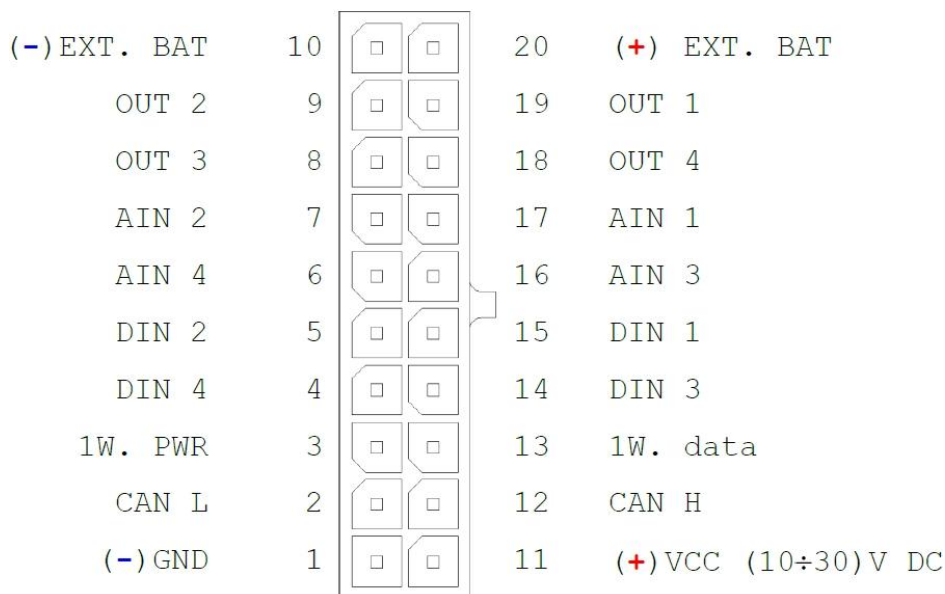 (-)EXT. BAT 10 20 (+) EXT. BAT
OUT 2 9 19 OUT 1
OUT 3 8 18 OUT 4
AIN 2 7 17 AIN 1
AIN 4 6 16 AIN 3
DIN 2 5 15 DIN 1
DIN 4 4 14 DIN 3
1W. PWR 3 13 1W. data
CAN L 2 12 CAN H
(-)GND 1 11 (+)VCC (10÷30)V DC